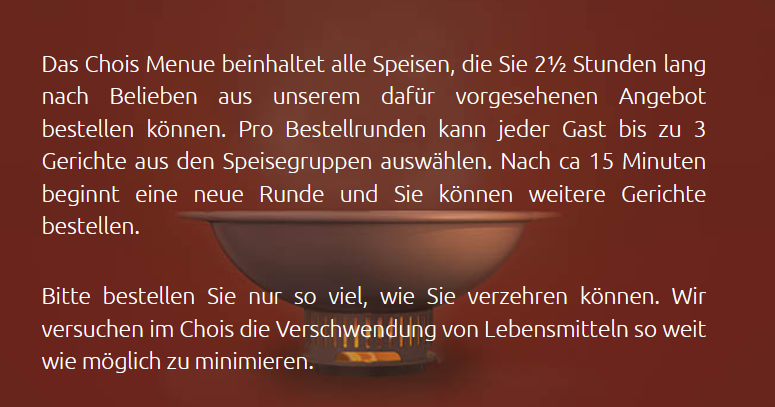 Das Chois Menue beinhaltet alle Speisen, die Sie 2½ Stunden lang
nach Belieben aus unserem dafür vorgesehenen Angebot
bestellen können. Pro Bestellrunden kann jeder Gast bis zu 3
Gerichte aus den Speisegruppen auswählen. Nach ca 15 Minuten
beginnt eine neue Runde und Sie können weitere Gerichte
bestellen.
Bitte bestellen Sie nur so viel, wie Sie verzehren können. Wir
versuchen im Chois die Verschwendung von Lebensmitteln so weit
wie möglich zu minimieren.